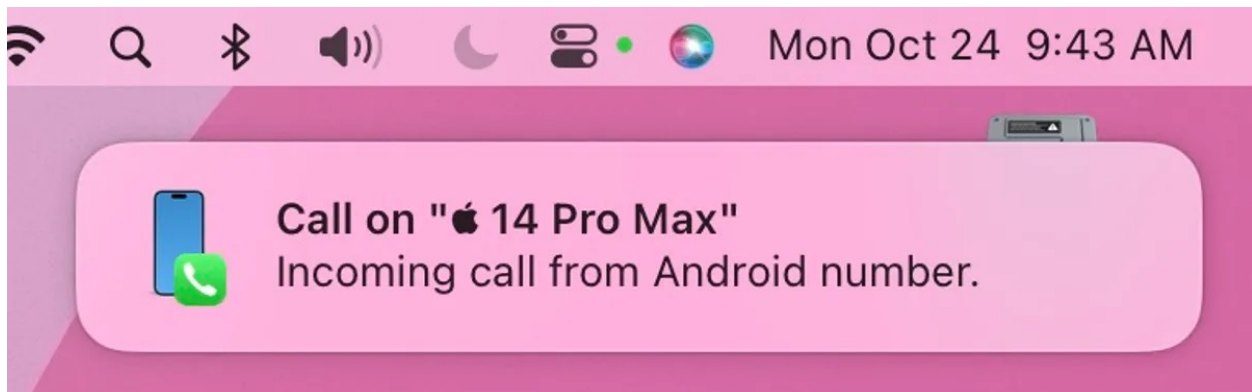 Mon Oct 24 9:43 AM
Call on " 14 Pro Max"
Incoming call from Android number.